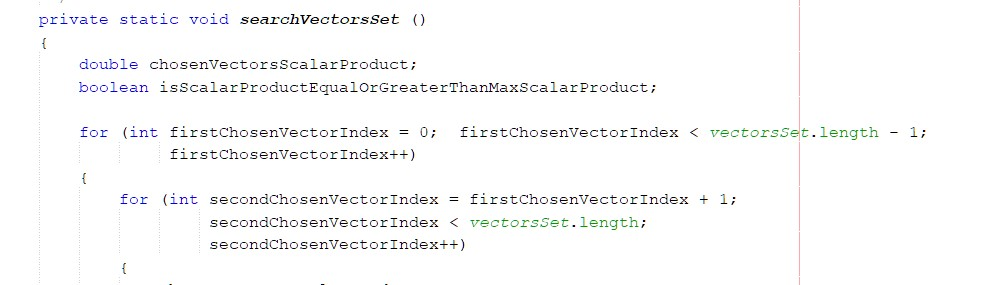 private static void searchVectorsSet ()
{
double chosenVectorsScalarProduct;
boolean isScalarProductEqualOrGreaterThanMaxScalarProduct;
for (int firstChosenVectorIndex = 0; firstChosenVectorIndex < vectorsSet.length - 1;
firstChosenVectorIndex++)
{
for (int secondChosenVectorIndex = firstChosenVectorIndex + 1;
secondChosenVectorIndex < vectorsSet.length;
secondChosenVectorIndex++)
{